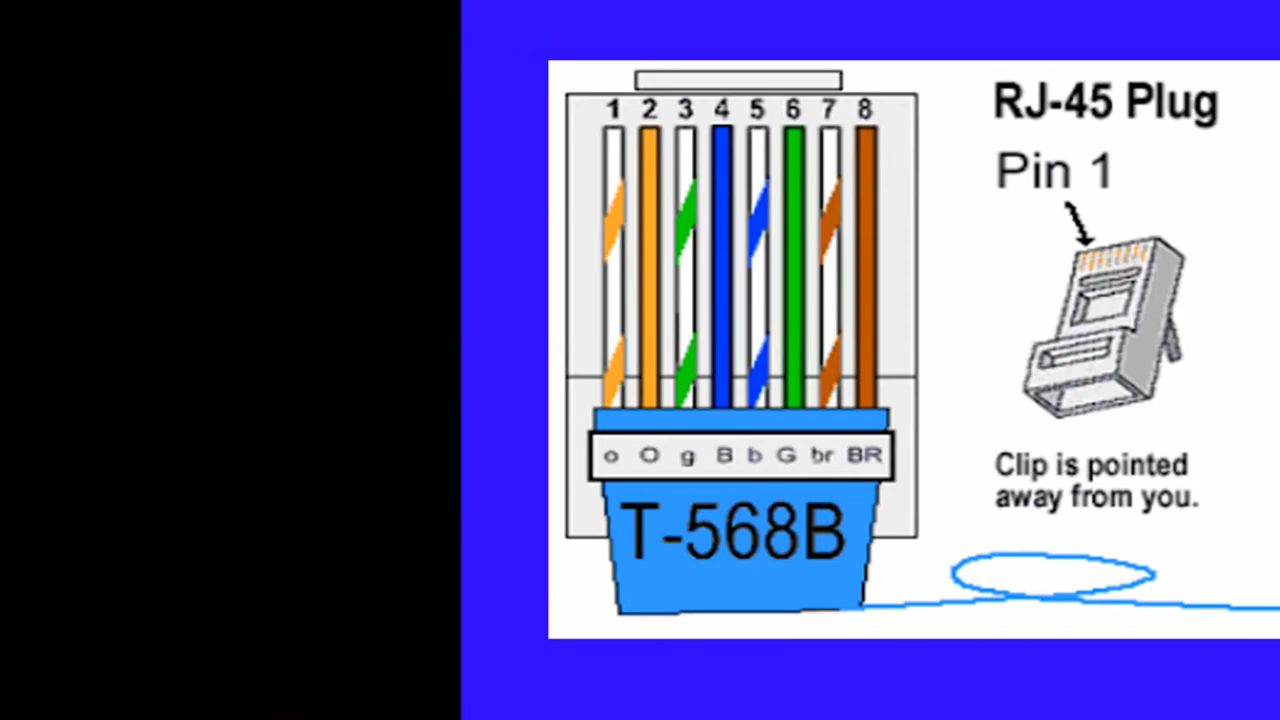 1 2 3 4 5 6 7 8
o O g B b G br BR
T-568B
RJ-45 Plug
Pin 1
Clip is pointed
away from you.